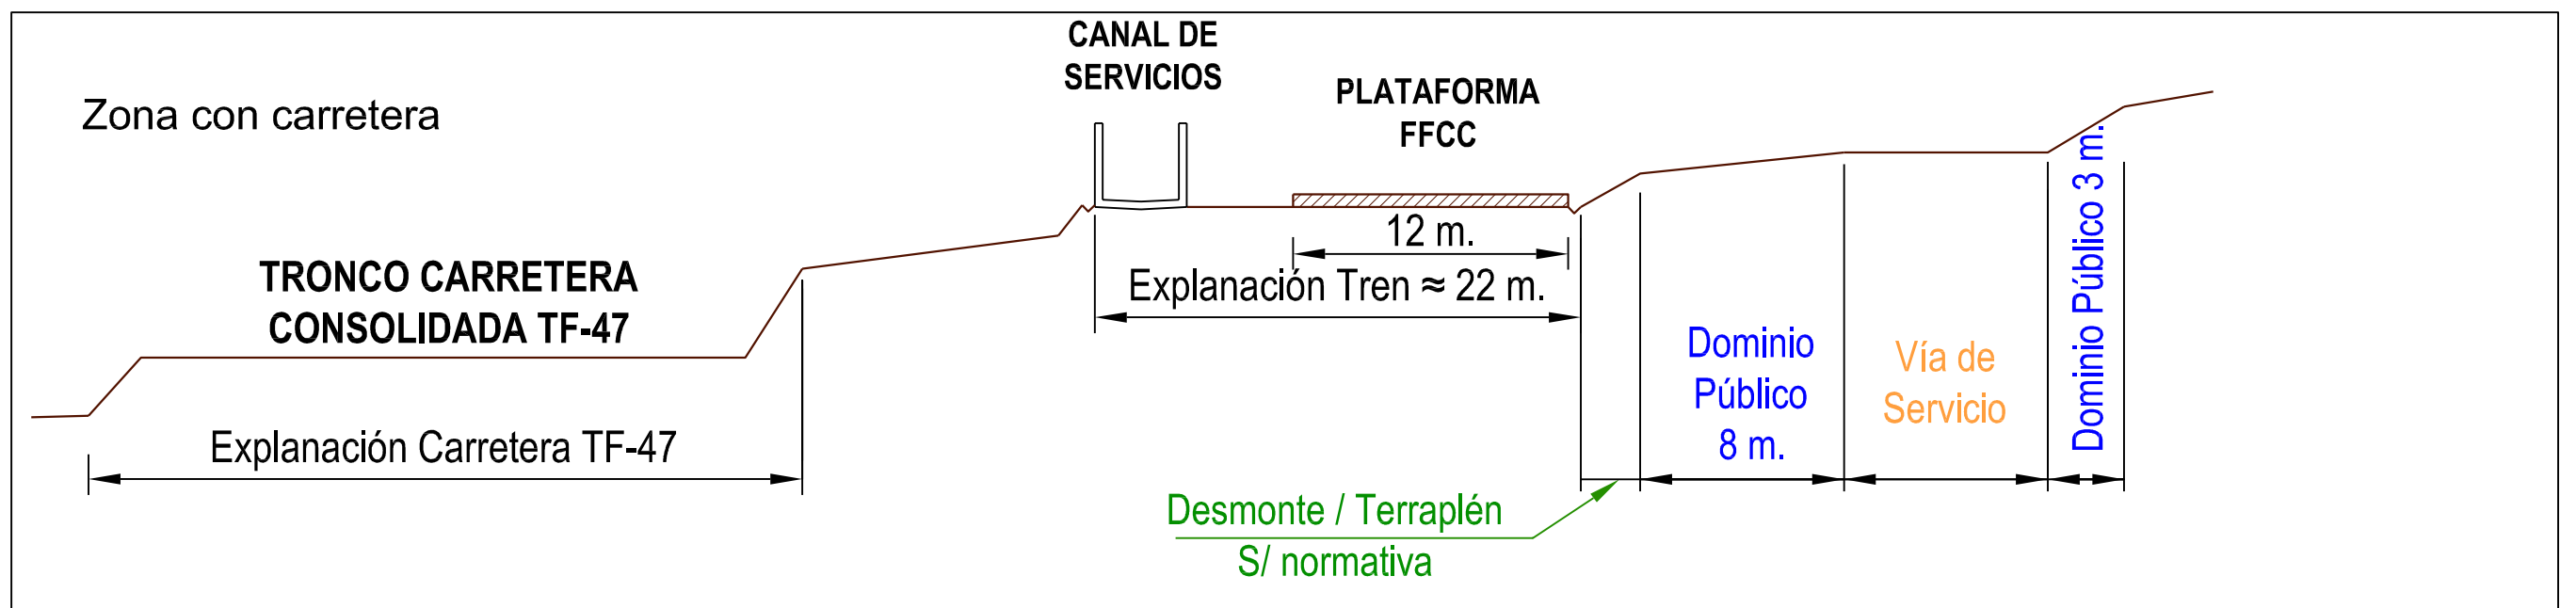 Zona con carretera
CANAL DE
SERVICIOS
PLATAFORMA
FFCC
12 m.
Explanación Tren ≈ 22 m.
TRONCO CARRETERA
CONSOLIDADA TF-47
Explanación Carretera TF-47
Desmonte / Terraplén
S/ normativa
Dominio
Público
8 m.
Vía de
Servicio
Dominio Público 3 m.